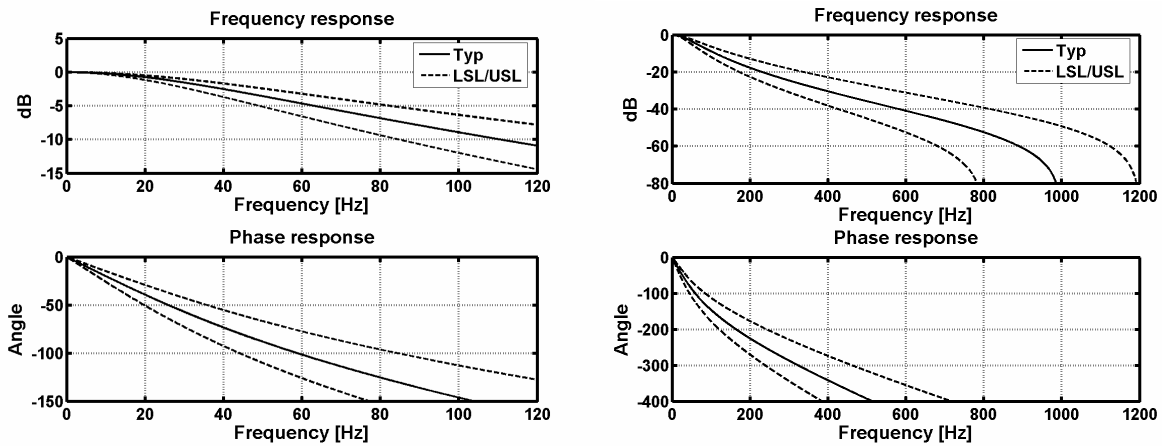 Frequency response
5
0
-5
-10
-15
dB
Typ
LSL/USL
0 20 40 60 80 100 120
Frequency [Hz]
Phase response
0
-50
-100
-150
Angle
0 20 40 60 80 100 120
Frequency [Hz]
Frequency response
0
-20
-40
-60
-80
dB
Typ
LSL/USL
0 200 400 600 800 1000 1200
Frequency [Hz]
Phase response
0
-100
-200
-300
-400
Angle
0 200 400 600 800 1000 1200
Frequency [Hz]